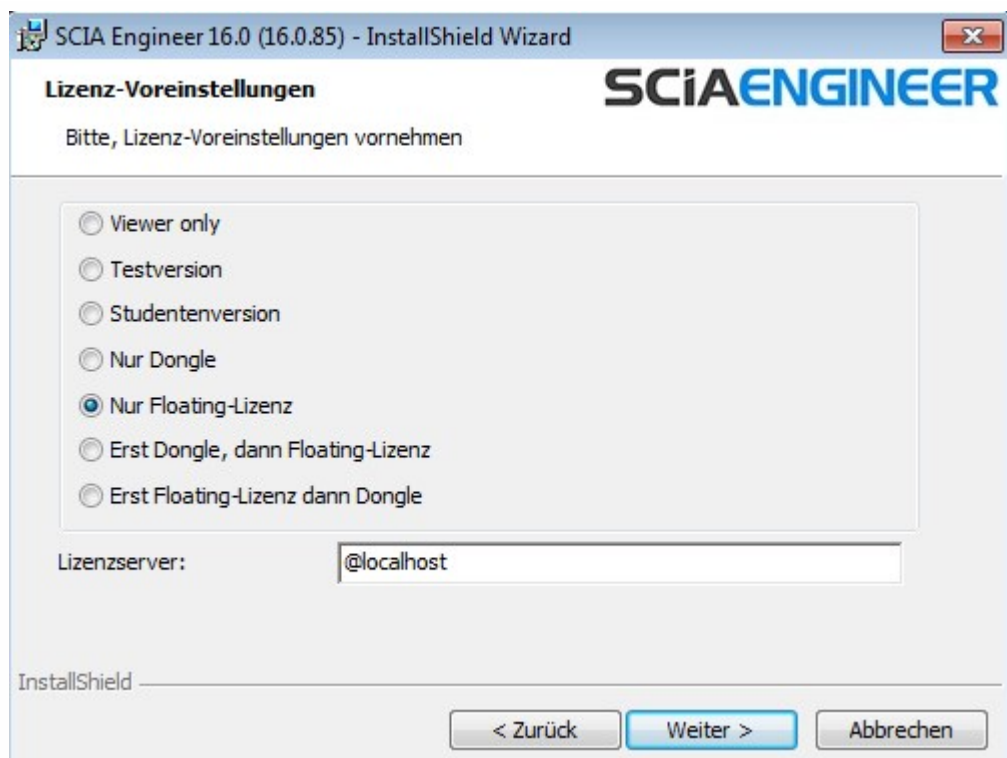 SCIA Engineer 16.0 (16.0.85) - InstallShield Wizard
Lizenz-Voreinstellungen
SCiAENGINEER
Bitte, Lizenz-Voreinstellungen vornehmen
Viewer only
Testversion
Studentenversion
Nur Dongle
Nur Floating-Lizenz
Erst Dongle, dann Floating-Lizenz
Erst Floating-Lizenz dann Dongle
Lizenzserver: @localhost
InstallShield
< Zurück Weiter > Abbrechen